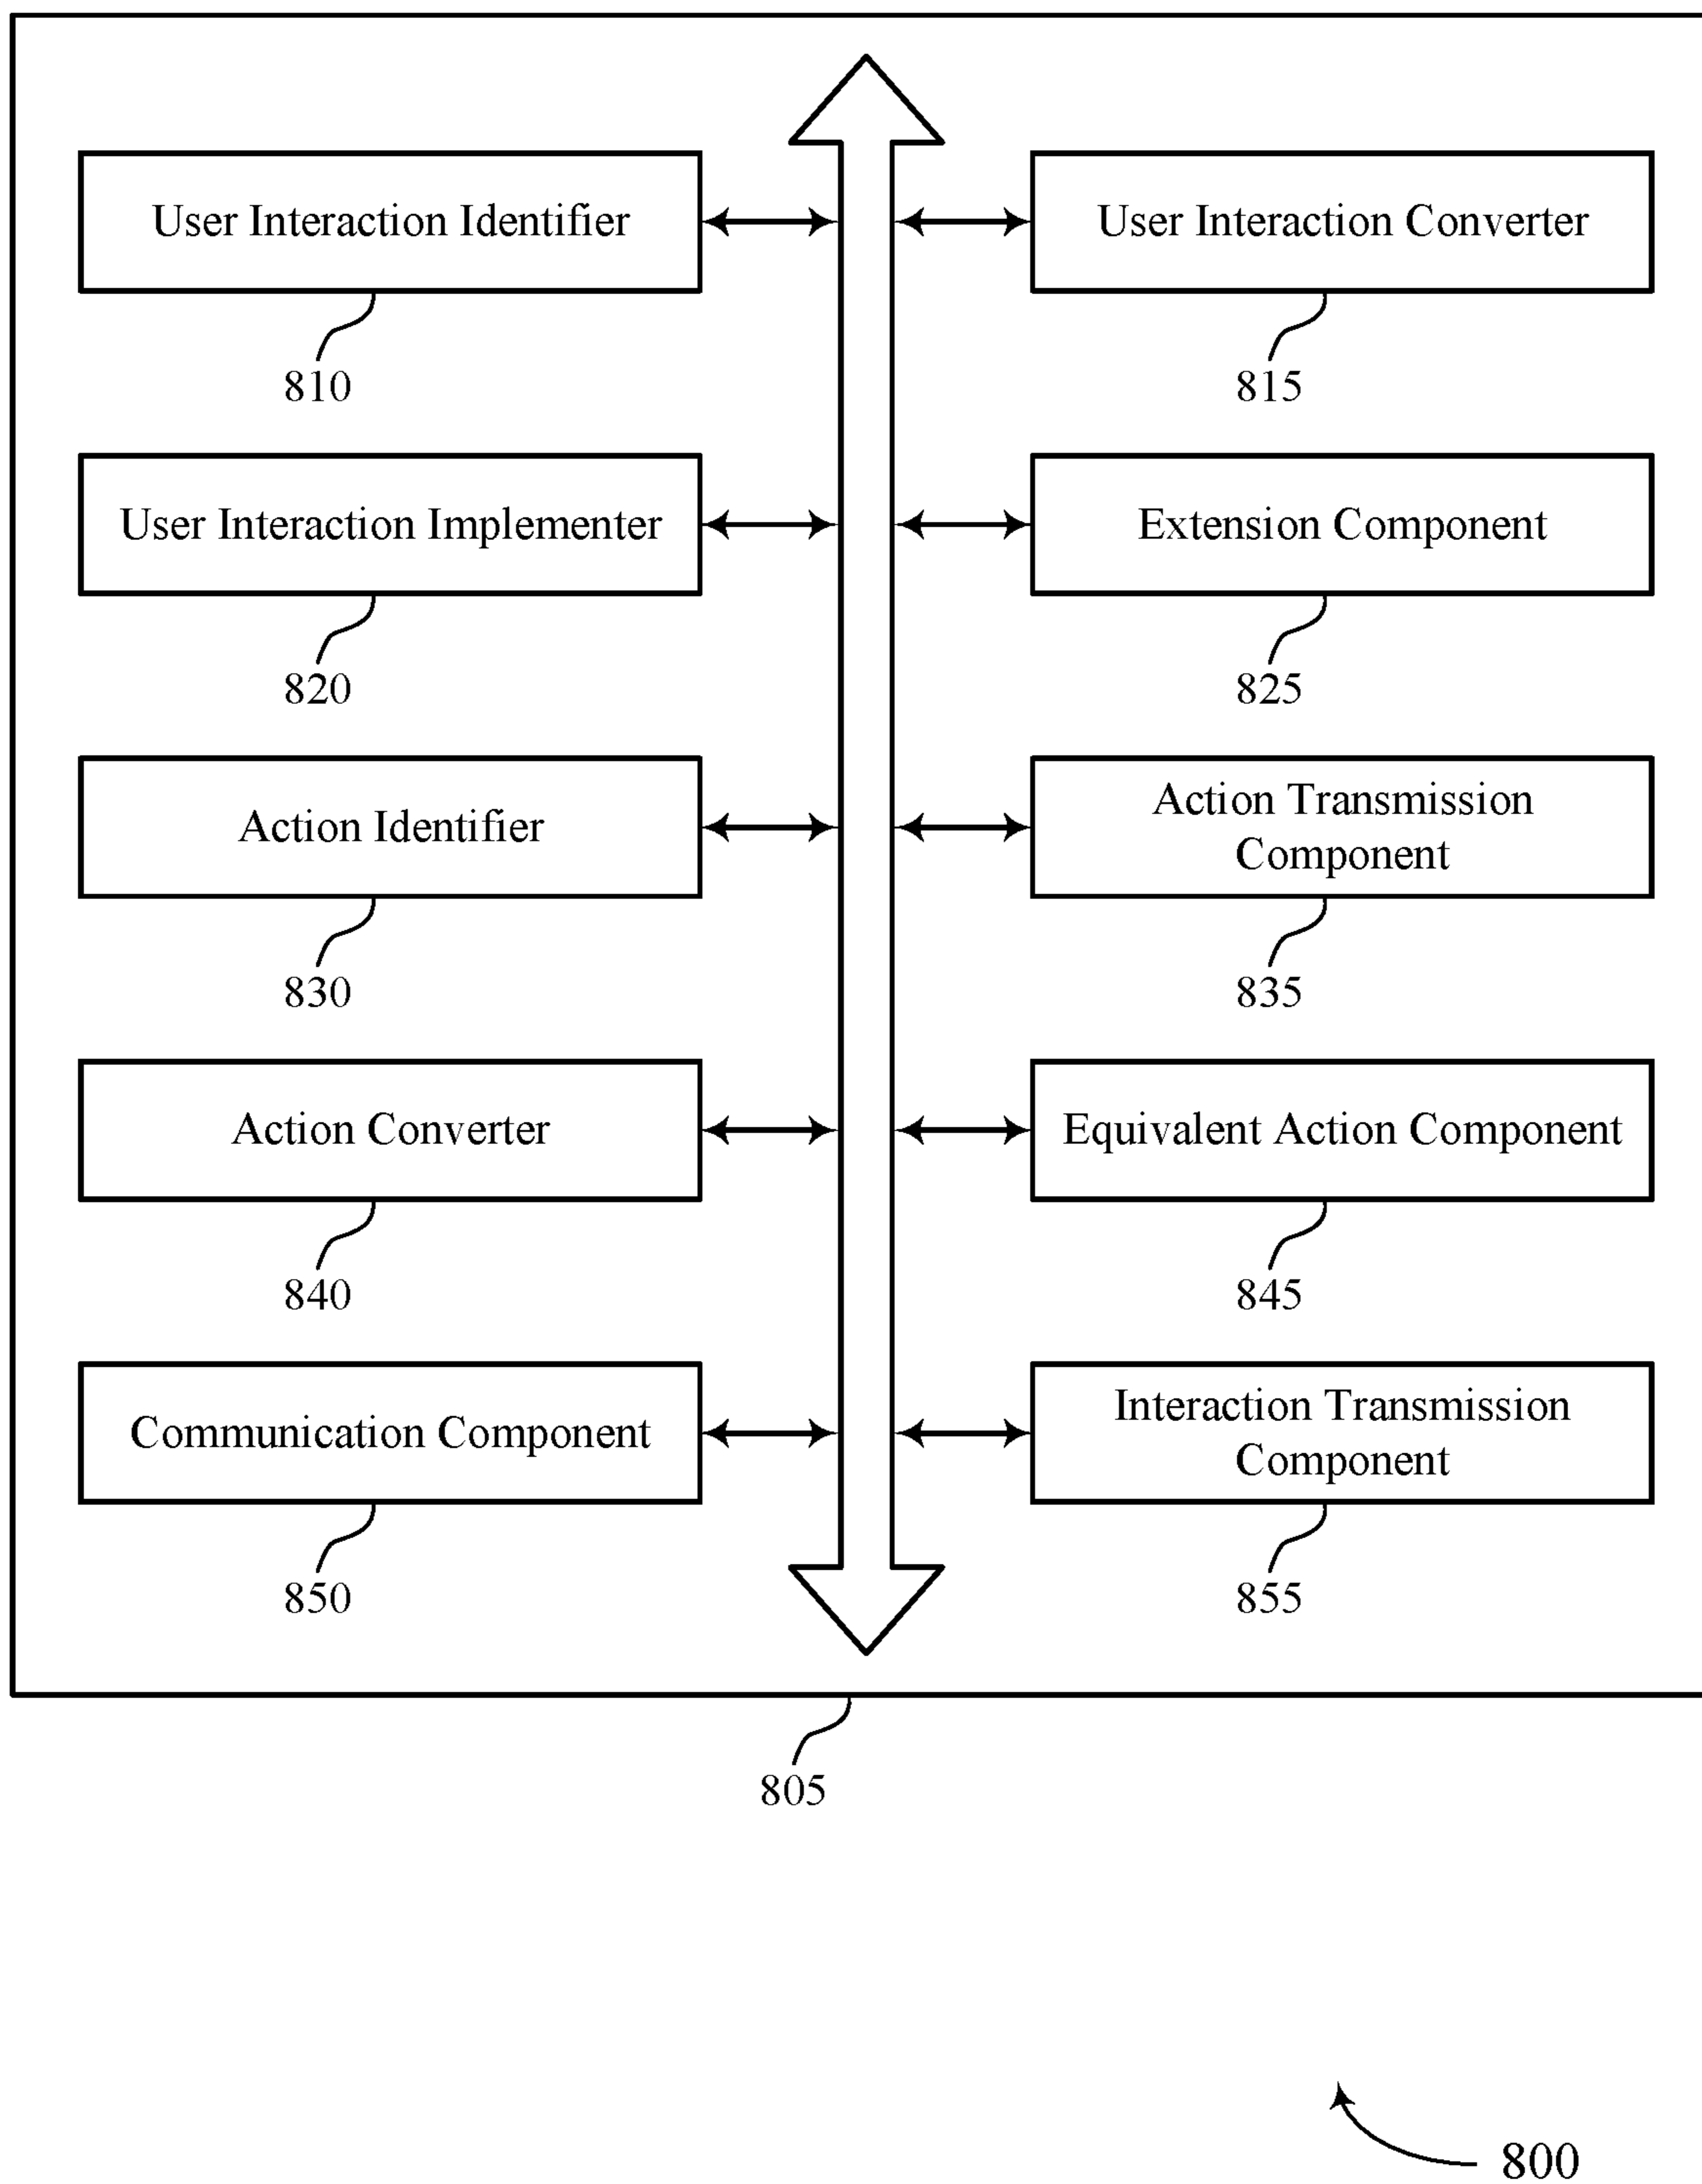 User Interaction Identifier
User Interaction Converter
810
815
User Interaction Implementer
Extension Component
820
825
Action Identifier
Action Transmission
Component
830
835
Action Converter
Equivalent Action Component
840
845
Communication Component
Interaction Transmission
Component
850
855
805
800